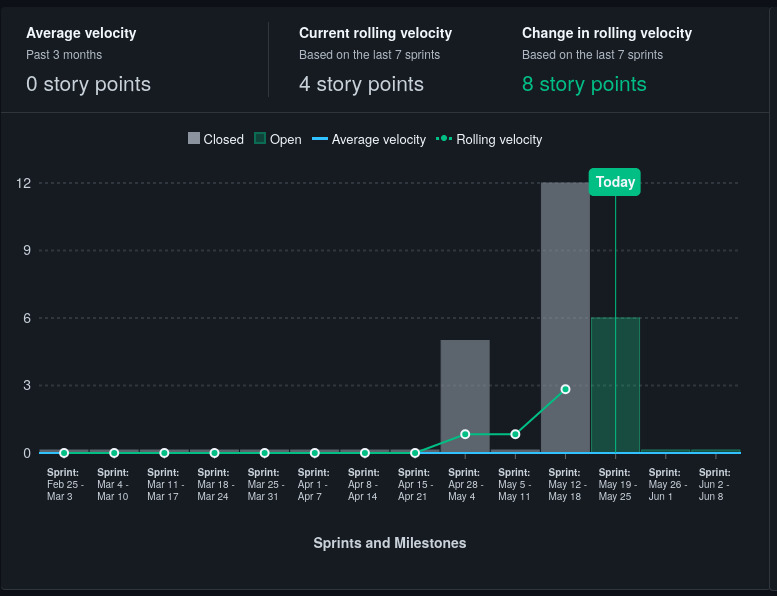 Average velocity
Past 3 months
0 story points
Current rolling velocity
Based on the last 7 sprints
4 story points
Change in rolling velocity
Based on the last 7 sprints
8 story points
Closed Open Average velocity Rolling velocity
Today
12
9
6
3
0
Sprint:
Feb 25 -
Mar 3
Sprint:
Mar 4 -
Mar 10
Sprint:
Mar 11 -
Mar 17
Sprint:
Mar 18 -
Mar 24
Sprint:
Mar 25 -
Mar 31
Sprint:
Apr 1 -
Apr 7
Sprint:
Apr 8 -
Apr 14
Sprint:
Apr 15 -
Apr 21
Sprint:
Apr 28 -
May 4
Sprint:
May 5 -
May 11
Sprint:
May 12 -
May 18
Sprint:
May 19 -
May 25
Sprint:
May 26 -
Jun 1
Sprint:
Jun 2 -
Jun 8
Sprints and Milestones